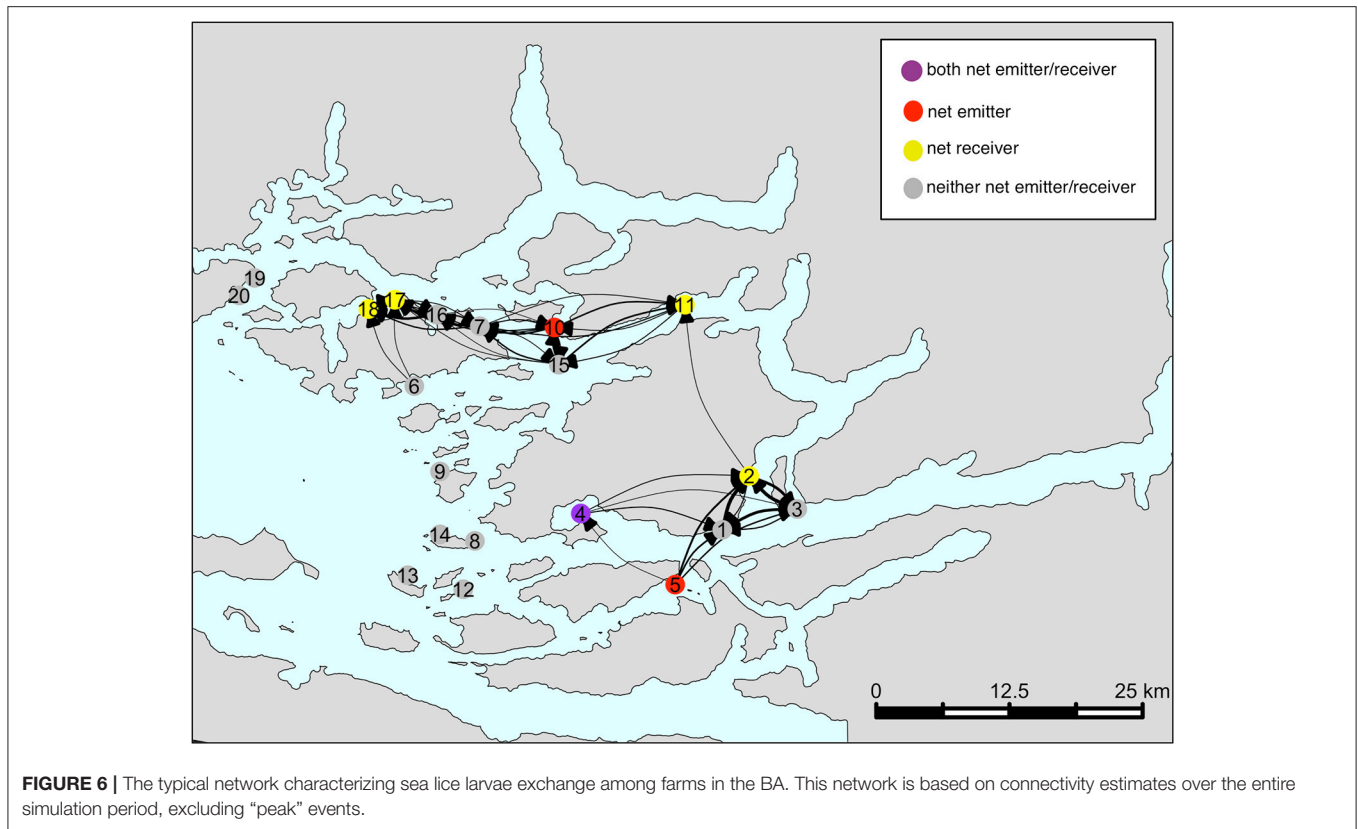 both net emitter/receiver
net emitter
net receiver
neither net emitter/receiver
19
20
17
18
16
7
10
11
15
6
9
2
4
3
1
14
8
13
12
5
0 12.5 25 km
FIGURE 6 | The typical network characterizing sea lice larvae exchange among farms in the BA. This network is based on connectivity estimates over the entire
simulation period, excluding “peak” events.